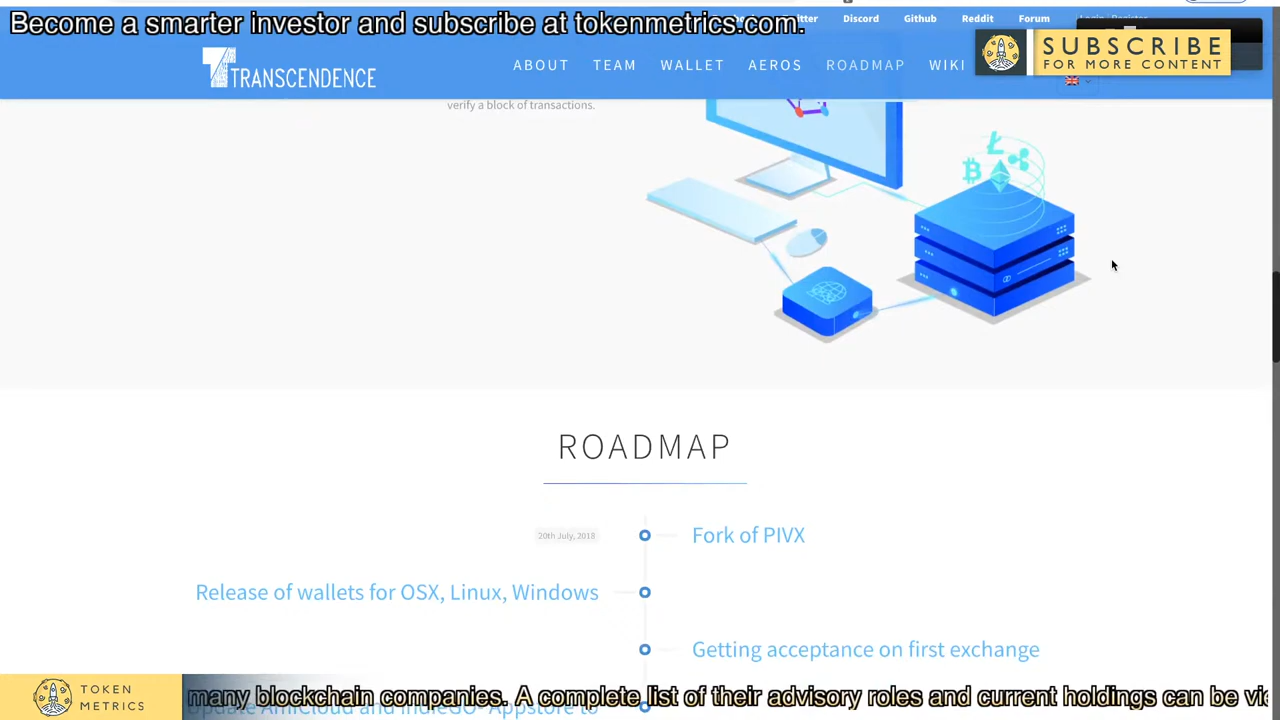 Become a smarter investor and subscribe at tokenmetrics.com.
Discord Github Reddit Forum
Login Register
TRANSCENDENCE
ABOUT TEAM WALLET AEROS ROADMAP WIKI
SUBSCRIBE
FOR MORE CONTENT
verify a block of transactions.
ROADMAP
20th July, 2018
Fork of PIVX
Release of wallets for OSX, Linux, Windows
Getting acceptance on first exchange
TOKEN
METRICS
many blockchain companies. A complete list of their advisory roles and current holdings can be